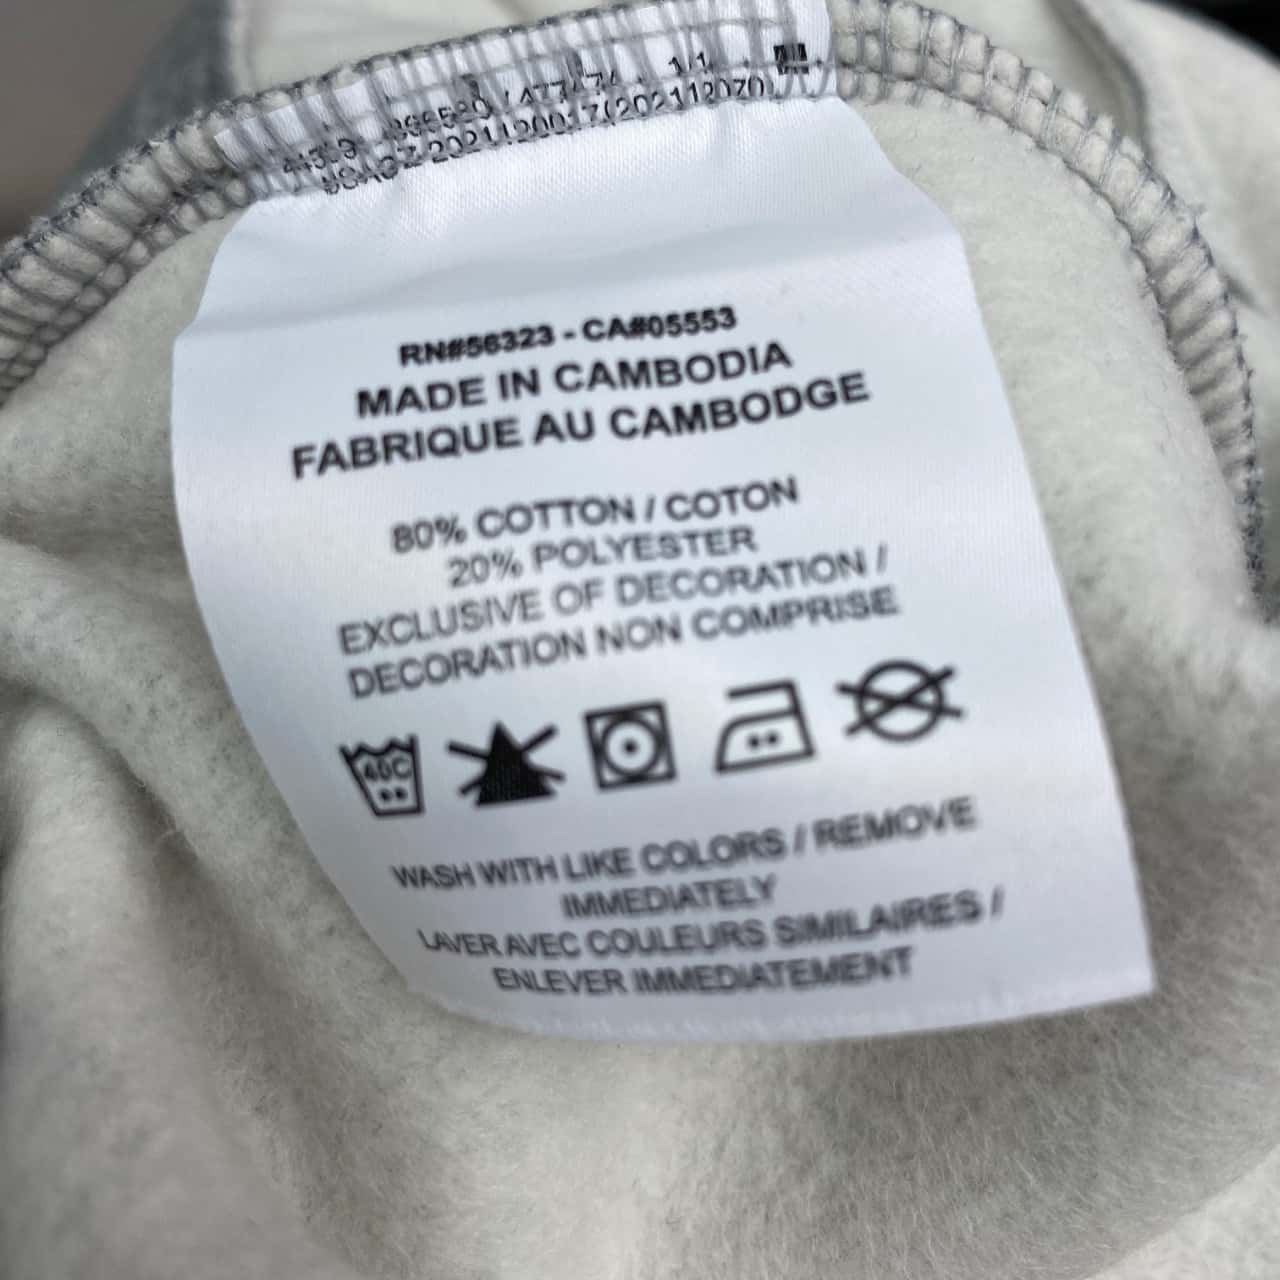 RN#56323 - CA#05553
MADE IN CAMBODIA
FABRIQUE AU CAMBODGE
80% COTTON / COTON
20% POLYESTER
EXCLUSIVE OF DECORATION /
DECORATION NON COMPRISE
40C
WASH WITH LIKE COLORS / REMOVE
IMMEDIATELY
LAVER AVEC COULEURS SIMILAIRES /
ENLEVER IMMEDIATEMENT